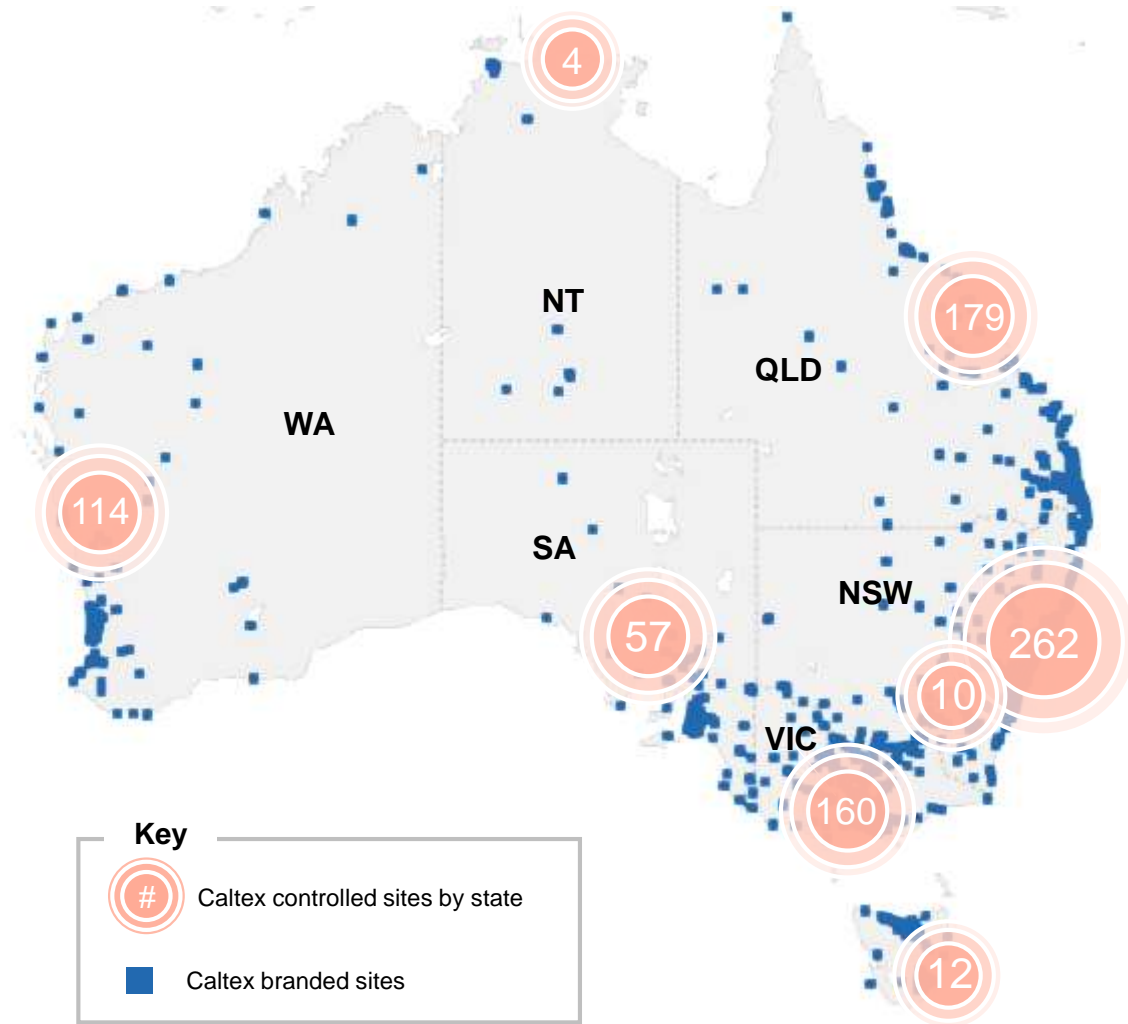 4
179
NT
QLD
WA
114
SA
NSW
57
262
10
VIC
160
Key
# Caltex controlled sites by state
Caltex branded sites
12